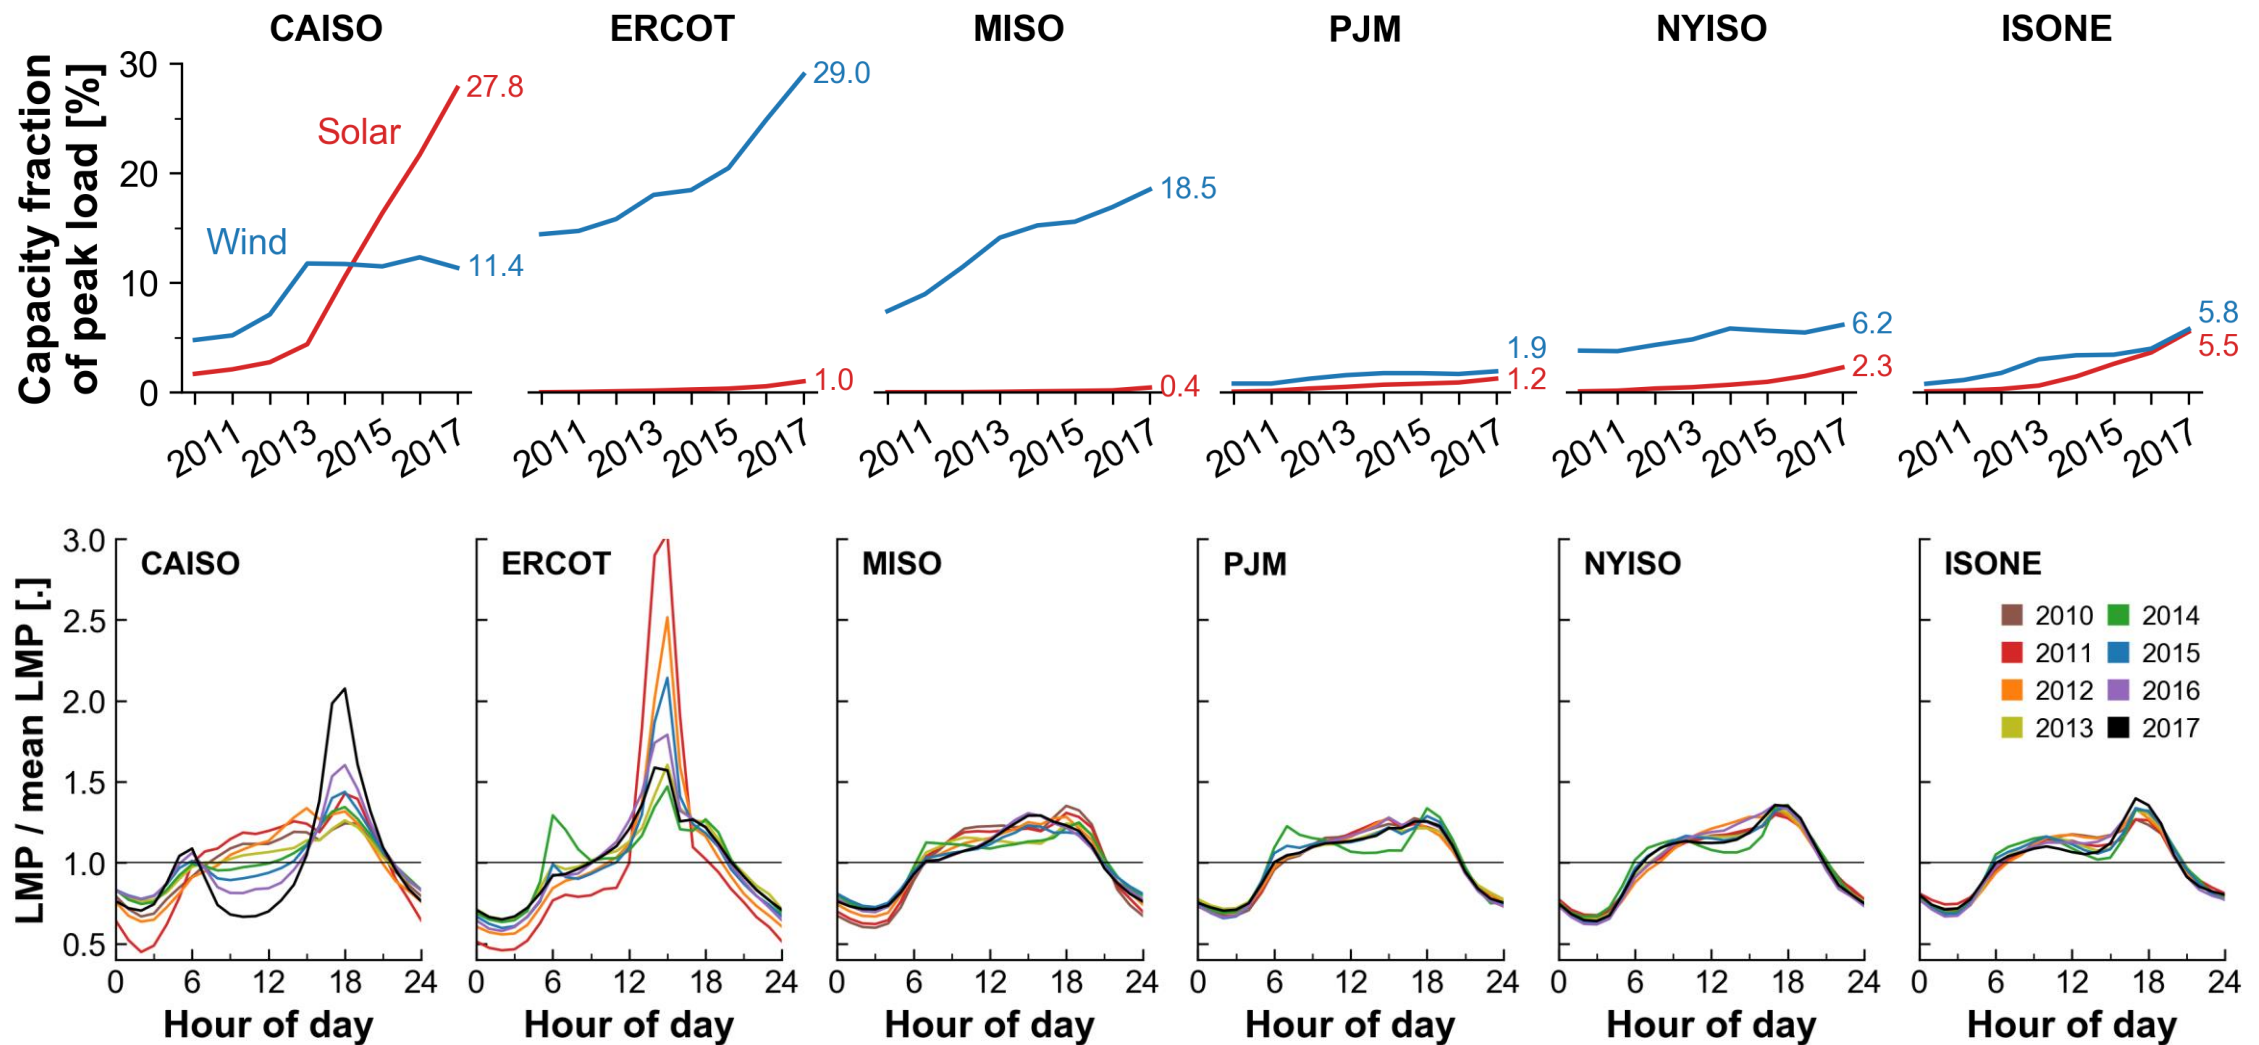 CAISO ERCOT MISO PJM NYISO ISONE
Capacity fraction
of peak load [%]
30
20
10
0
Solar
Wind
27.8
11.4
29.0
1.0
18.5
0.4
1.9
1.2
6.2
2.3
5.8
5.5
2011 2013 2015 2017
2011 2013 2015 2017
2011 2013 2015 2017
2011 2013 2015 2017
2011 2013 2015 2017
2011 2013 2015 2017
LMP / mean LMP [.]
3.0
2.5
2.0
1.5
1.0
0.5
CAISO
ERCOT
MISO
PJM
NYISO
ISONE
2010 2014
2011 2015
2012 2016
2013 2017
0 6 12 18 24
0 6 12 18 24
0 6 12 18 24
0 6 12 18 24
0 6 12 18 24
0 6 12 18 24
Hour of day
Hour of day
Hour of day
Hour of day
Hour of day
Hour of day